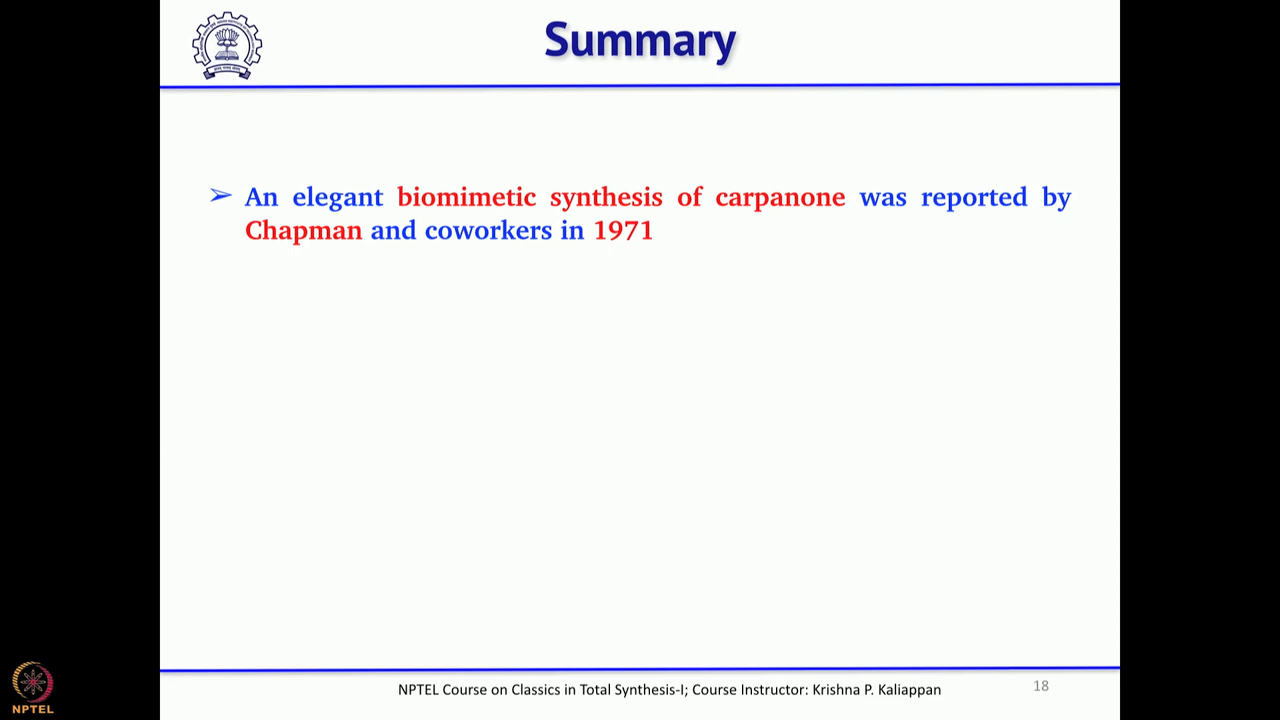 Summary
➢ An elegant biomimetic synthesis of carpanone was reported by
Chapman and coworkers in 1971
NPTEL Course on Classics in Total Synthesis-I; Course Instructor: Krishna P. Kaliappan
18
NPTEL